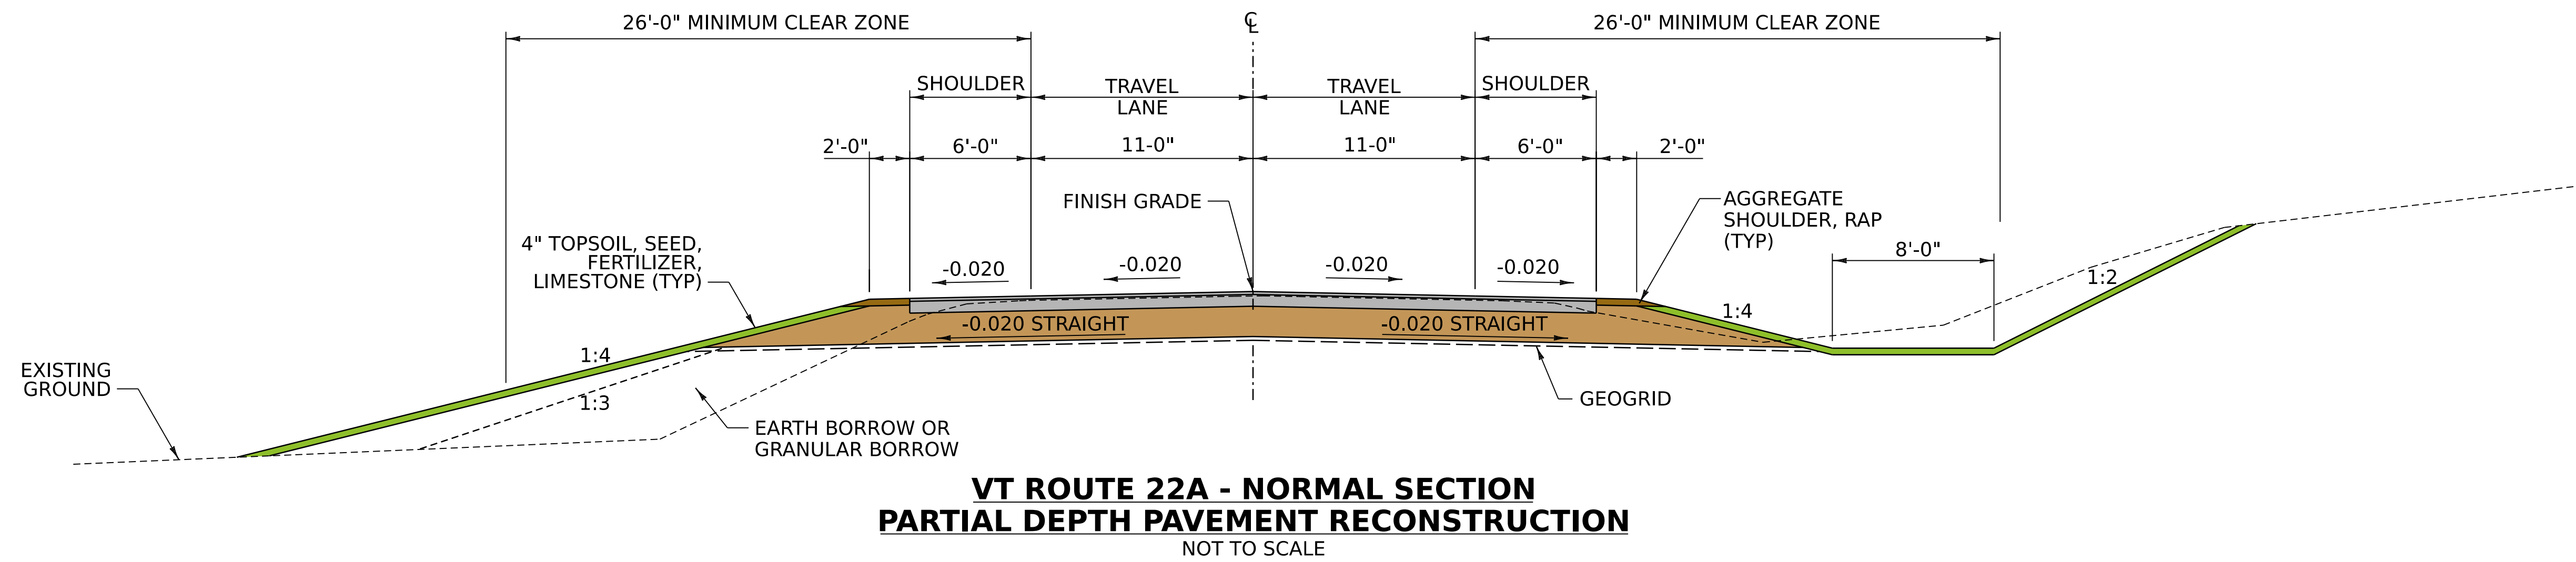 26'-0" MINIMUM CLEAR ZONE
℄
26'-0" MINIMUM CLEAR ZONE
SHOULDER
TRAVEL
LANE
TRAVEL
LANE
SHOULDER
2'-0"
6'-0"
11-0"
11-0"
6'-0"
2'-0"
FINISH GRADE
AGGREGATE
SHOULDER, RAP
(TYP)
4" TOPSOIL, SEED,
FERTILIZER,
LIMESTONE (TYP)
-0.020
-0.020
-0.020
-0.020
8'-0"
1:2
1:4
-0.020 STRAIGHT
-0.020 STRAIGHT
1:4
EXISTING
GROUND
1:3
GEOGRID
EARTH BORROW OR
GRANULAR BORROW
VT ROUTE 22A - NORMAL SECTION
PARTIAL DEPTH PAVEMENT RECONSTRUCTION
NOT TO SCALE